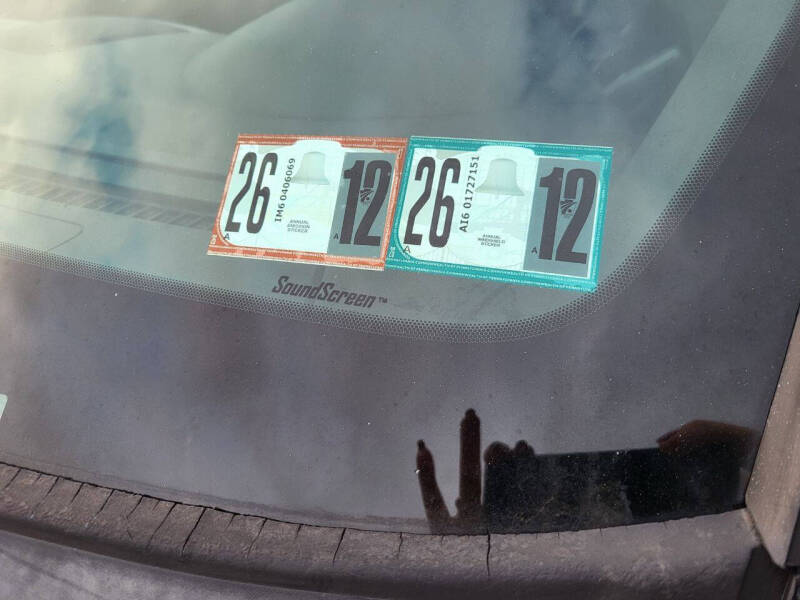 26
IM6 0406069
12
A
ANNUAL
EMISSION
STICKER
26
AI6 01727151
12
A
ANNUAL
WINDSHIELD
STICKER
A
SoundScreen™